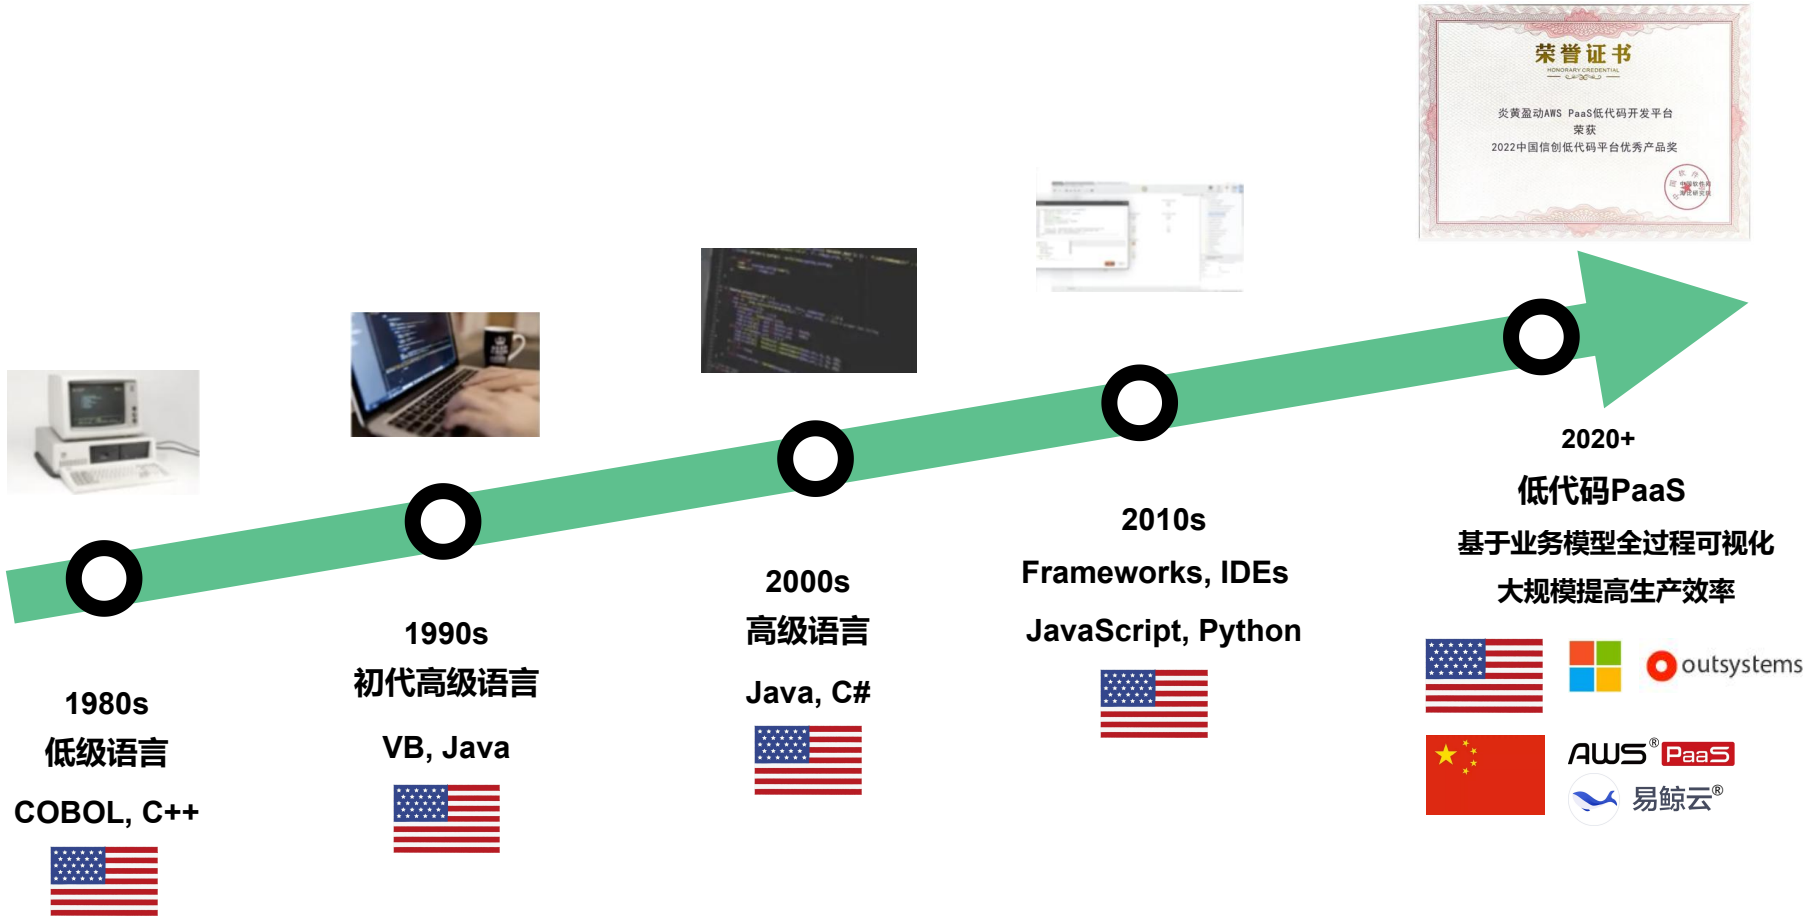 荣誉证书
HONORARY CREDENTIAL
炎黄盈动AWS PaaS低代码开发平台
荣获
2022中国信创低代码平台优秀产品奖
1980s
低级语言
COBOL, C++
1990s
初代高级语言
VB, Java
2000s
高级语言
Java, C#
2010s
Frameworks, IDEs
JavaScript, Python
2020+
低代码PaaS
基于业务模型全过程可视化
大规模提高生产效率
outsystems
AWS® PaaS
易鲸云®